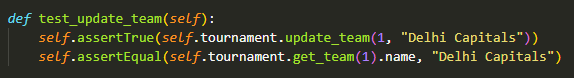 def test_update_team(self):
    self.assertTrue(self.tournament.update_team(1, "Delhi Capitals"))
    self.assertEqual(self.tournament.get_team(1).name, "Delhi Capitals")